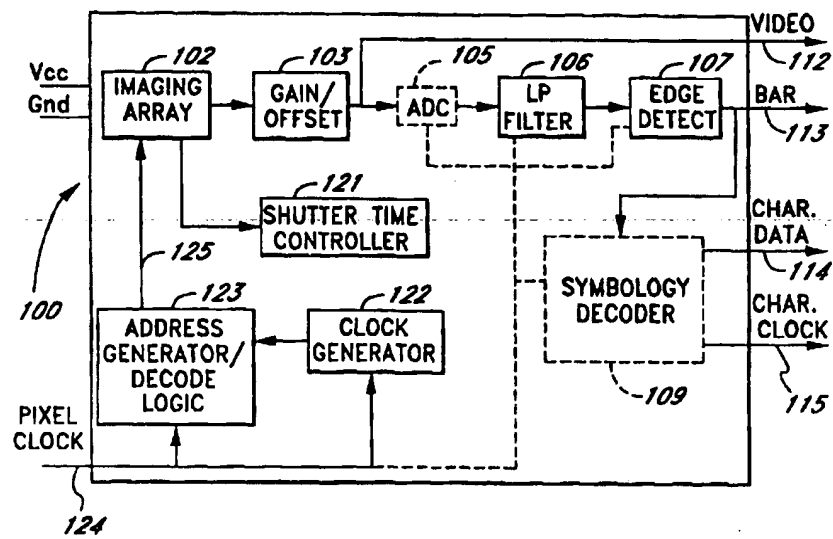 VIDEO
112
102
103
105
106
107
Vcc
Gnd
IMAGING
ARRAY
GAIN/
OFFSET
ADC
LP
FILTER
EDGE
DETECT
BAR
113
121
SHUTTER TIME
CONTROLLER
CHAR.
DATA
114
125
100
123
122
ADDRESS
GENERATOR/
DECODE
LOGIC
CLOCK
GENERATOR
SYMBOLOGY
DECODER
109
CHAR.
CLOCK
115
PIXEL
CLOCK
124